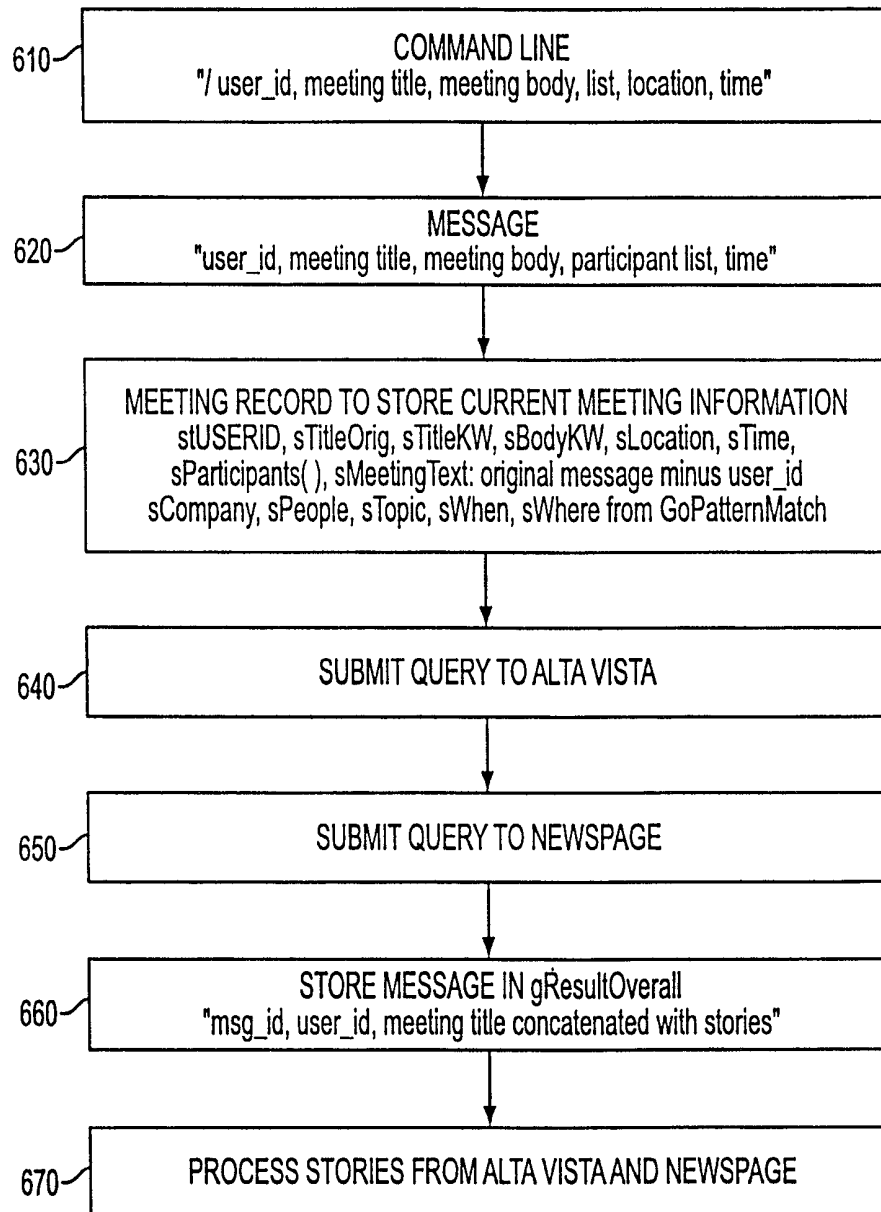 610
COMMAND LINE
"/ user_id, meeting title, meeting body, list, location, time"
620
MESSAGE
"user_id, meeting title, meeting body, participant list, time"
630
MEETING RECORD TO STORE CURRENT MEETING INFORMATION
stUSERID, sTitleOrig, sTitleKW, sBodyKW, sLocation, sTime,
sParticipants( ), sMeetingText: original message minus user_id
sCompany, sPeople, sTopic, sWhen, sWhere from GoPatternMatch
640
SUBMIT QUERY TO ALTA VISTA
650
SUBMIT QUERY TO NEWSPAGE
660
STORE MESSAGE IN gResultOverall
"msg_id, user_id, meeting title concatenated with stories"
670
PROCESS STORIES FROM ALTA VISTA AND NEWSPAGE